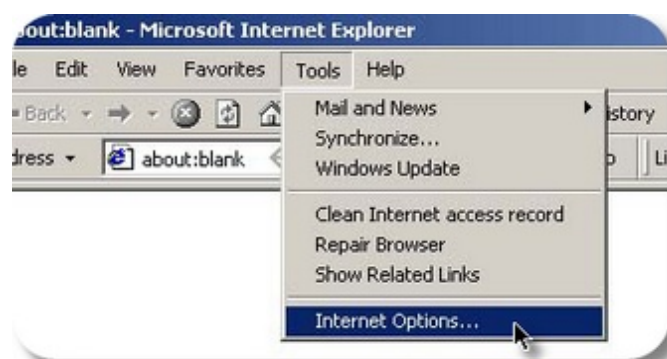 about:blank - Microsoft Internet Explorer
le Edit View Favorites Tools Help
Back istory
dress about:blank Li
Mail and News
Synchronize...
Windows Update
Clean Internet access record
Repair Browser
Show Related Links
Internet Options...